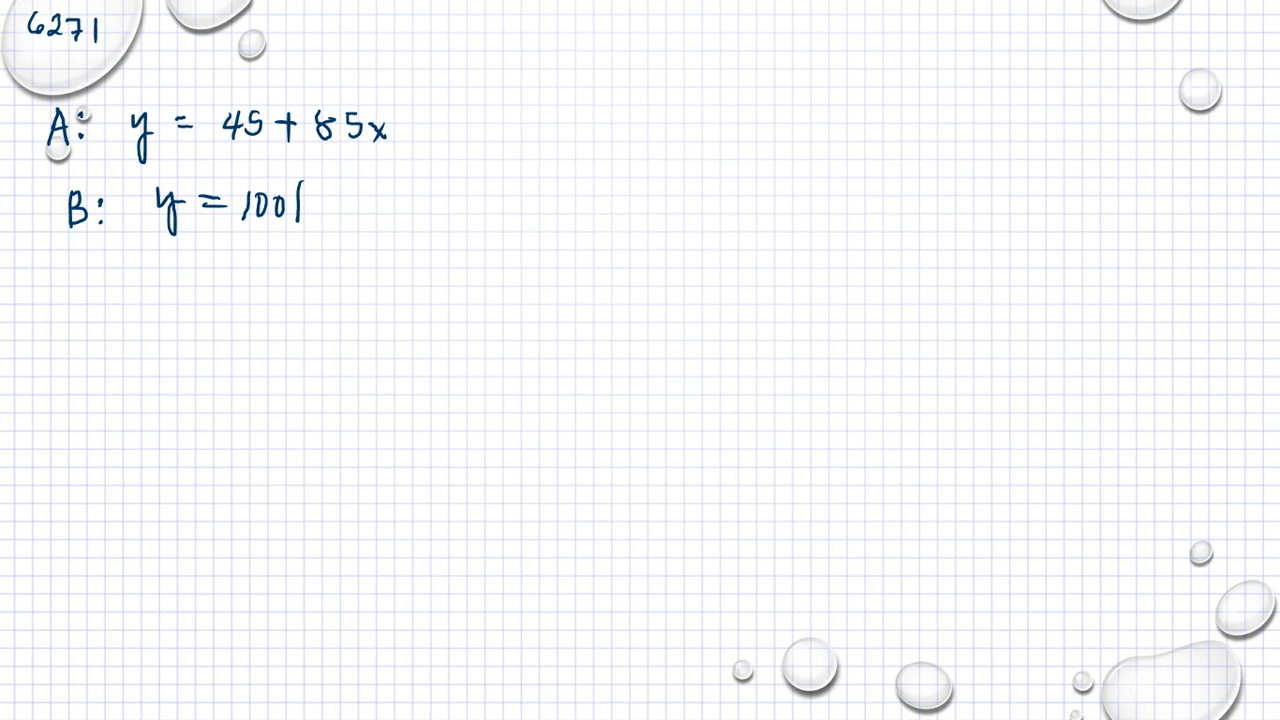 6271
A: y = 45 + 85x
B: y = 100